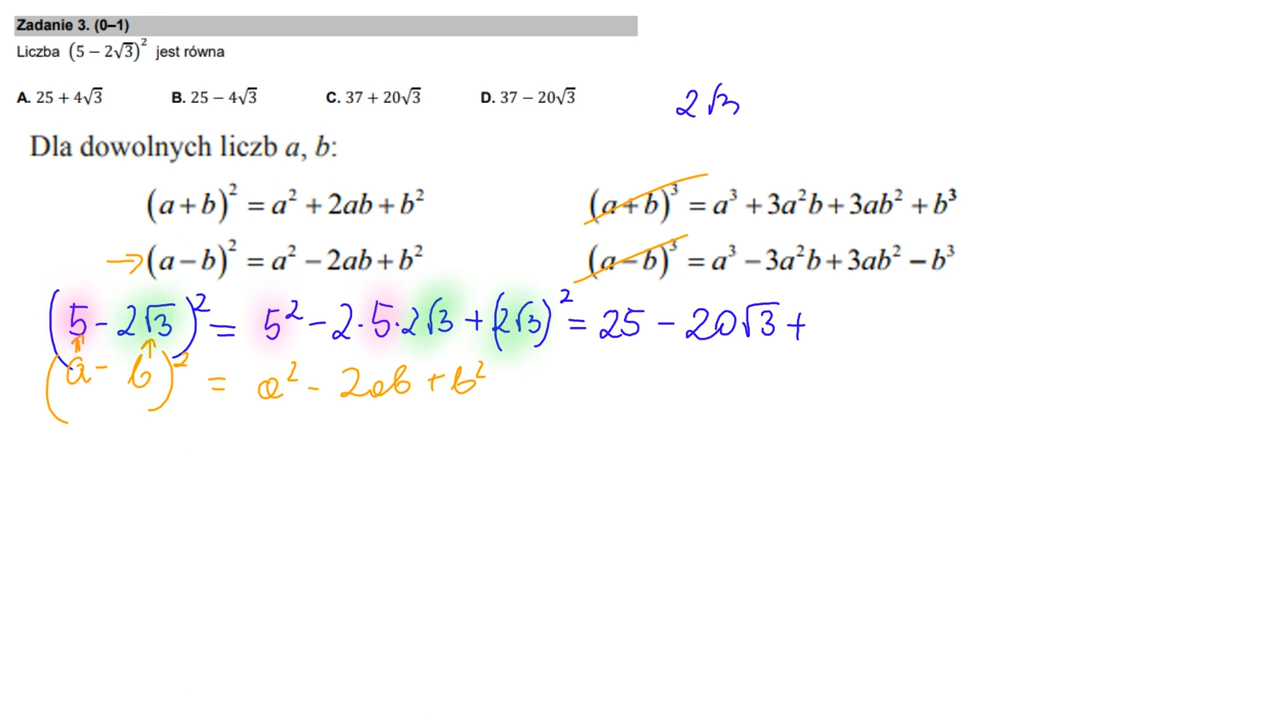 Zadanie 3. (0–1)
Liczba (5 − 2√3)² jest równa
A. 25 + 4√3 B. 25 − 4√3 C. 37 + 20√3 D. 37 − 20√3
2√3
Dla dowolnych liczb a, b:
(a + b)² = a² + 2ab + b² (a + b)³ = a³ + 3a²b + 3ab² + b³
→ (a − b)² = a² − 2ab + b² (a − b)³ = a³ − 3a²b + 3ab² − b³
(5 − 2√3)² = 5² − 2·5·2√3 + (2√3)² = 25 − 20√3 +
(a − b)² = a² − 2ab + b²